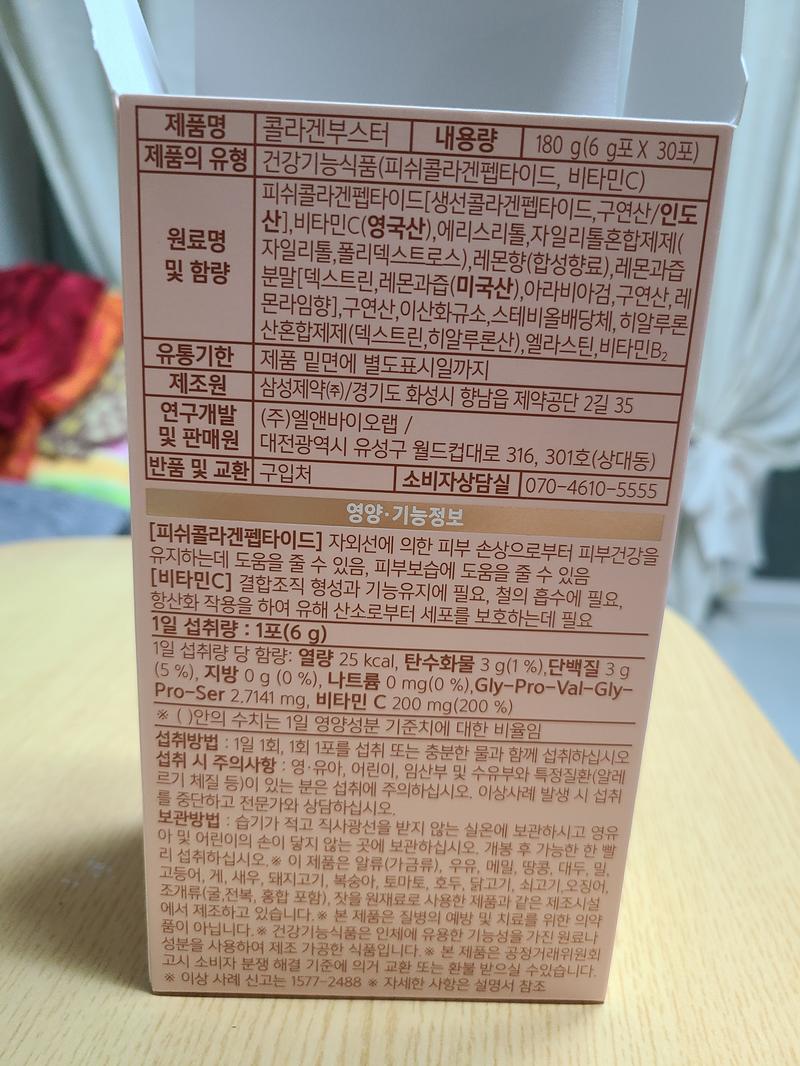 제품명 콜라겐부스터 내용량 180 g(6 g포 X 30포)
제품의 유형 건강기능식품(피쉬콜라겐펩타이드, 비타민C)
원료명 및 함량 피쉬콜라겐펩타이드[생선콜라겐펩타이드,구연산/인도
산],비타민C(영국산),에리스리톨,자일리톨혼합제제(
자일리톨,폴리덱스트로스),레몬향(합성향료),레몬과즙
분말[덱스트린,레몬과즙(미국산),아라비아검,구연산,레
몬라임향],구연산,이산화규소,스테비올배당체,히알루론
산혼합제제(덱스트린,히알루론산),엘라스틴,비타민B₂
유통기한 제품 밑면에 별도표시일까지
제조원 삼성제약(주)/경기도 화성시 향남읍 제약공단 2길 35
연구개발 및 판매원 (주)엘앤바이오랩 /
대전광역시 유성구 월드컵대로 316, 301호(상대동)
반품 및 교환 구입처 소비자상담실 070-4610-5555
영양·기능정보
[피쉬콜라겐펩타이드] 자외선에 의한 피부 손상으로부터 피부건강을
유지하는데 도움을 줄 수 있음, 피부보습에 도움을 줄 수 있음
[비타민C] 결합조직 형성과 기능유지에 필요, 철의 흡수에 필요,
항산화 작용을 하여 유해 산소로부터 세포를 보호하는데 필요
1일 섭취량 : 1포(6 g)
1일 섭취량 당 함량: 열량 25 kcal, 탄수화물 3 g(1 %),단백질 3 g
(5 %), 지방 0 g (0 %), 나트륨 0 mg(0 %),Gly-Pro-Val-Gly-
Pro-Ser 2.7141 mg, 비타민 C 200 mg(200 %)
※ ( )안의 수치는 1일 영양성분 기준치에 대한 비율임
섭취방법 : 1일 1회, 1회 1포를 섭취 또는 충분한 물과 함께 섭취하십시오
섭취 시 주의사항 : 영·유아, 어린이, 임산부 및 수유부와 특정질환(알레
르기 체질 등)이 있는 분은 섭취에 주의하십시오. 이상사례 발생 시 섭취
를 중단하고 전문가와 상담하십시오.
보관방법 : 습기가 적고 직사광선을 받지 않는 실온에 보관하시고 영유
아 및 어린이의 손이 닿지 않는 곳에 보관하십시오. 개봉 후 가능한 한 빨
리 섭취하십시오.※ 이 제품은 알류(가금류), 우유, 메밀, 땅콩, 대두, 밀,
고등어, 게, 새우, 돼지고기, 복숭아, 토마토, 호두, 닭고기, 쇠고기,오징어,
조개류(굴,전복, 홍합 포함), 잣을 원재료로 사용한 제품과 같은 제조시설
에서 제조하고 있습니다.※ 본 제품은 질병의 예방 및 치료를 위한 의약
품이 아닙니다.※ 건강기능식품은 인체에 유용한 기능성을 가진 원료나
성분을 사용하여 제조 가공한 식품입니다.※ 본 제품은 공정거래위원회
고시 소비자 분쟁 해결 기준에 의거 교환 또는 환불 받으실 수있습니다.
※ 이상 사례 신고는 1577-2488 ※ 자세한 사항은 설명서 참조